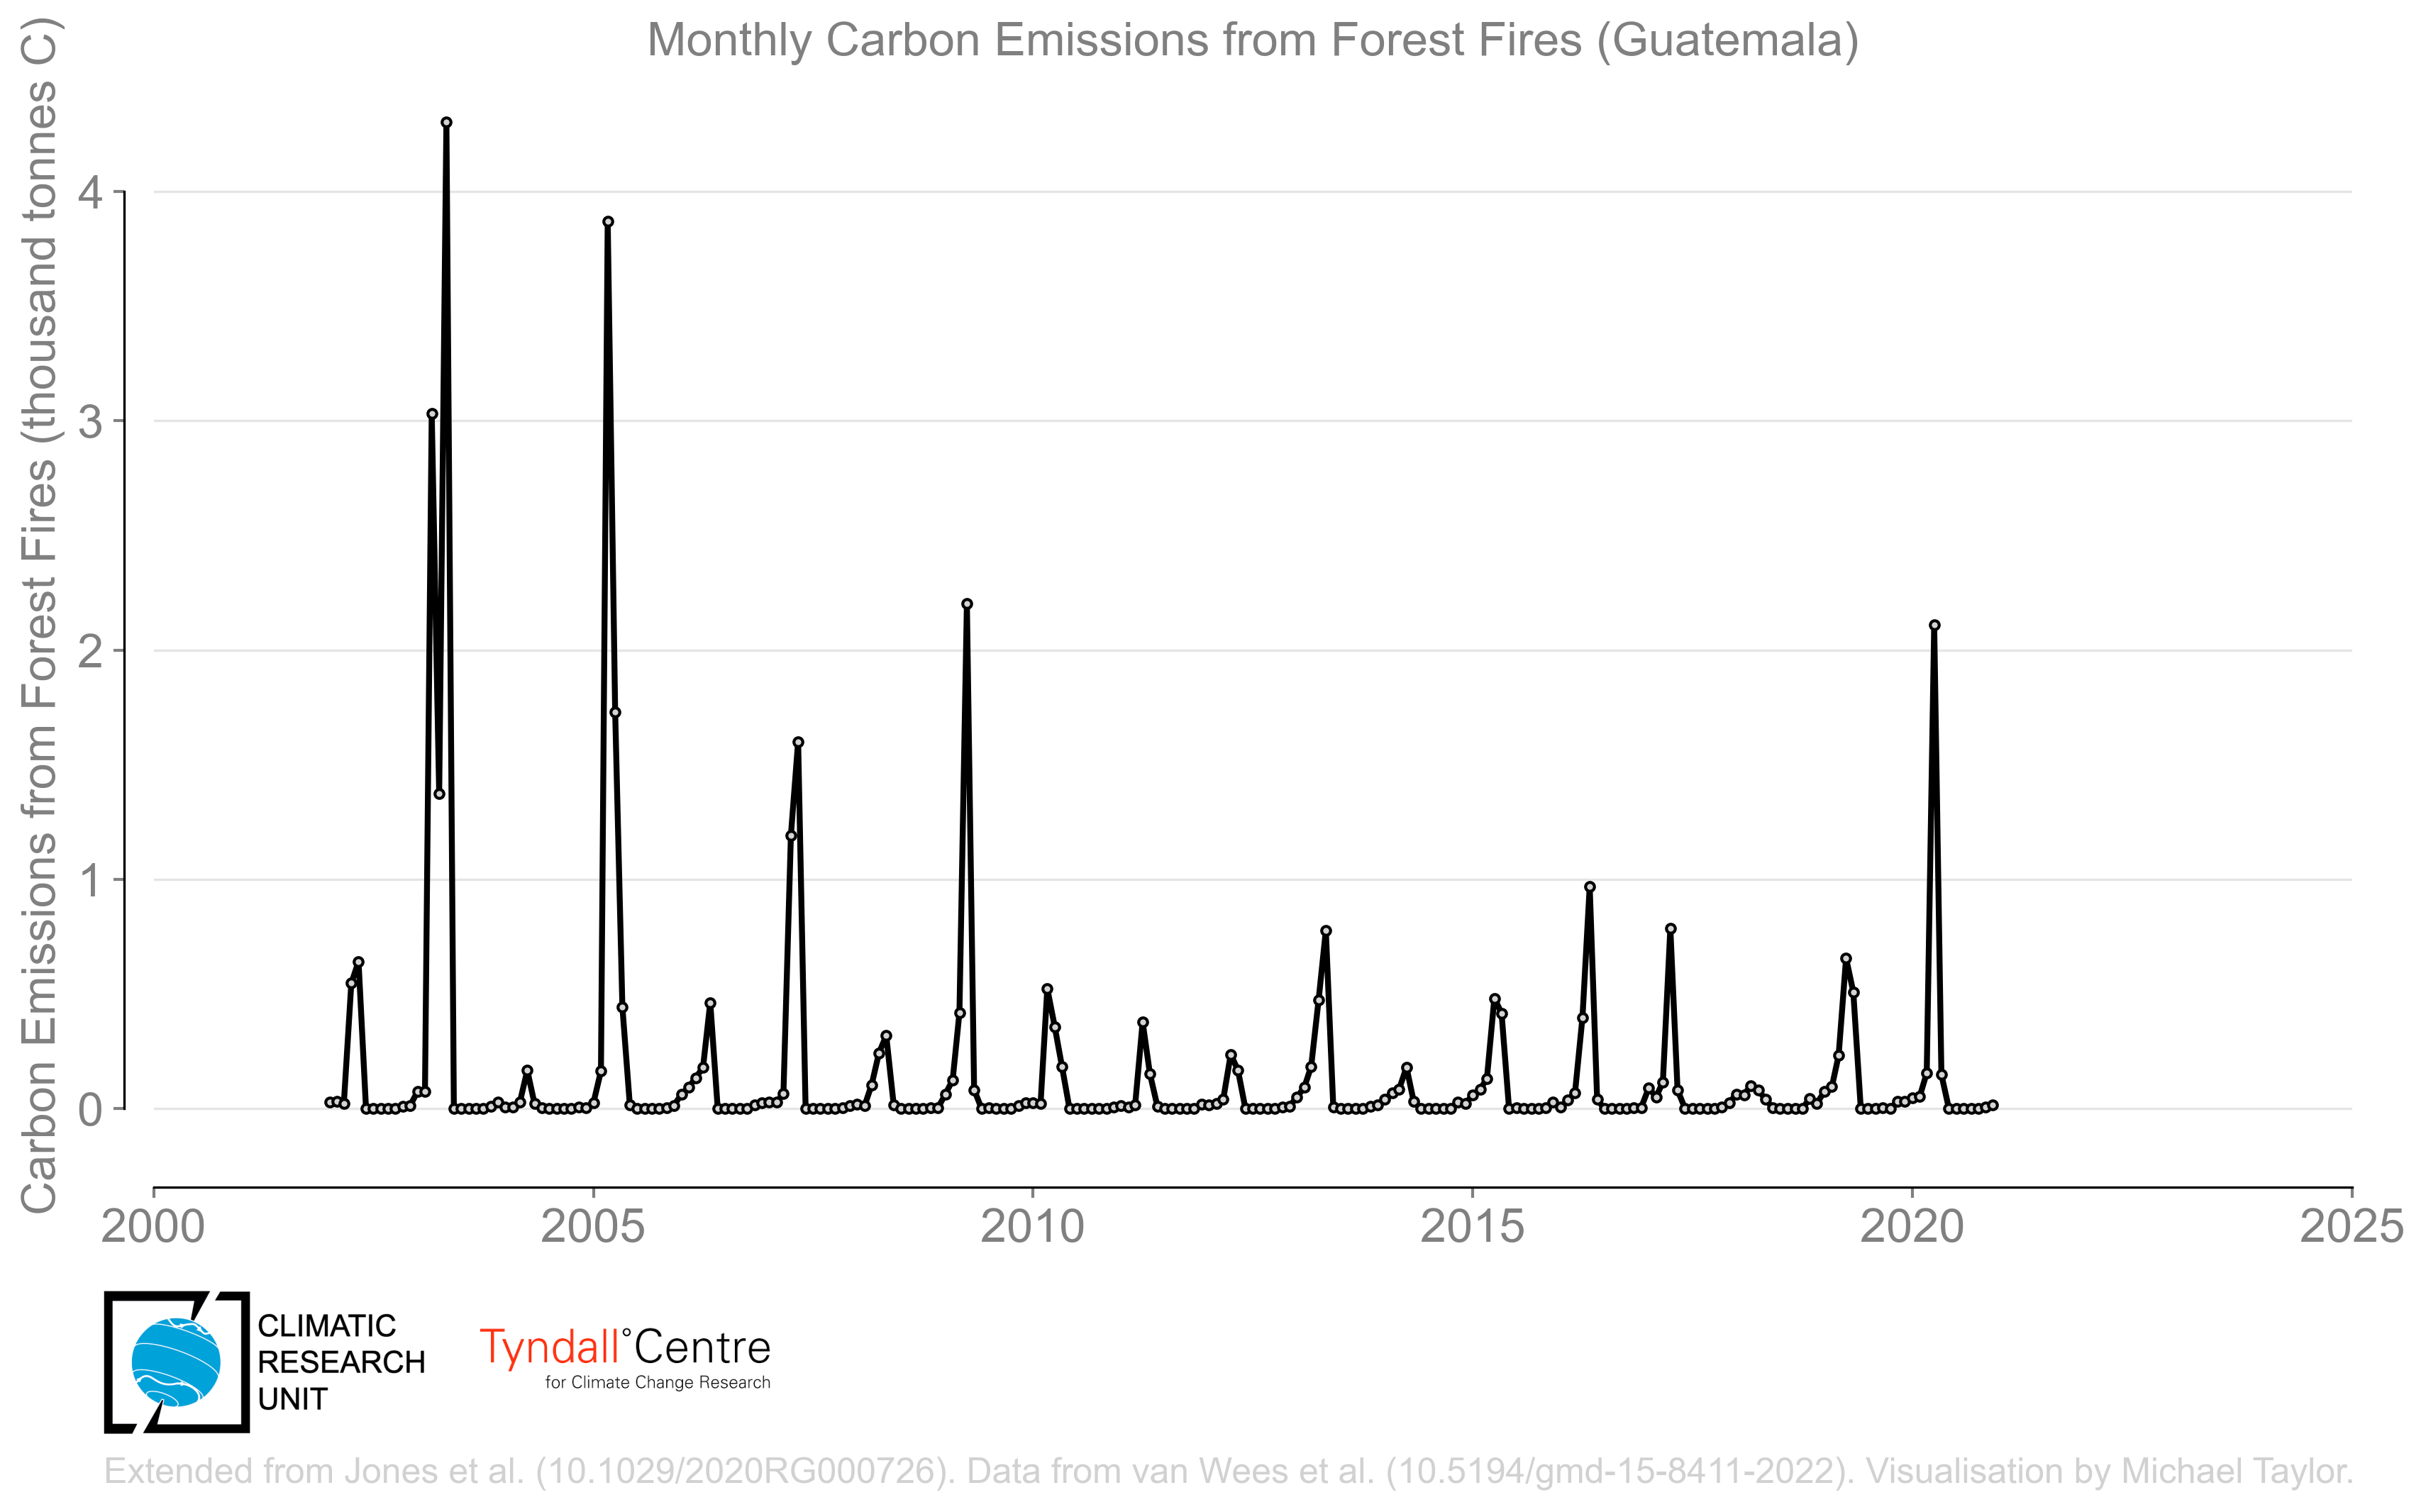 Monthly Carbon Emissions from Forest Fires (Guatemala)
Carbon Emissions from Forest Fires (thousand tonnes C)
4
3
2
1
0
2000 2005 2010 2015 2020 2025
CLIMATIC
RESEARCH
UNIT
Tyndall°Centre
for Climate Change Research
Extended from Jones et al. (10.1029/2020RG000726). Data from van Wees et al. (10.5194/gmd-15-8411-2022). Visualisation by Michael Taylor.